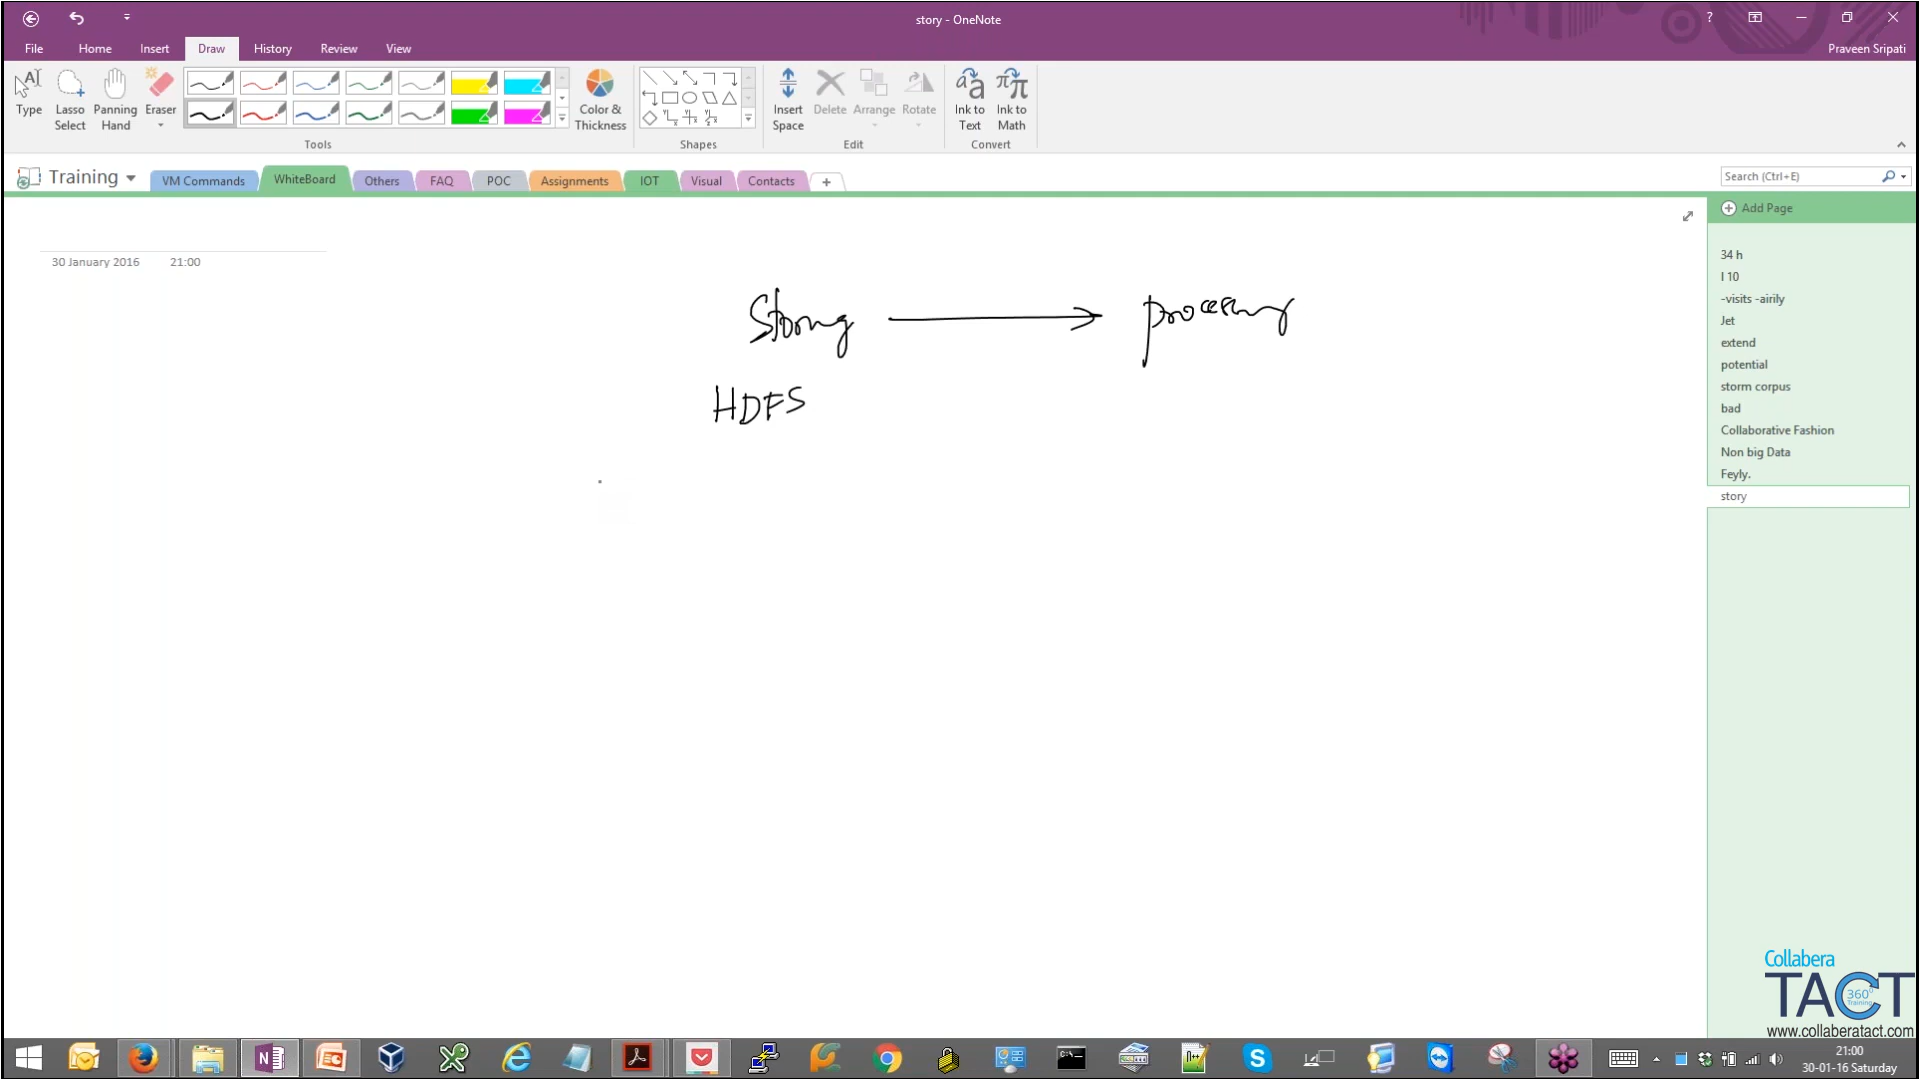 story - OneNote
?
Praveen Sripati
File Home Insert Draw History Review View
Type
Lasso Select
Panning Hand
Eraser
Color & Thickness
Insert Space
Delete
Arrange
Rotate
Ink to Text
Ink to Math
Tools
Shapes
Edit
Convert
Training
VM Commands WhiteBoard Others FAQ POC Assignments IOT Visual Contacts +
Search (Ctrl+E)
Add Page
34 h
I 10
-visits -airily
Jet
extend
potential
storm corpus
bad
Collaborative Fashion
Non big Data
Feyly.
story
30 January 2016 21:00
Storing processing
HDFS
Collabera
TACT
360°
Training
www.collaberatact.com
21:00
30-01-16 Saturday